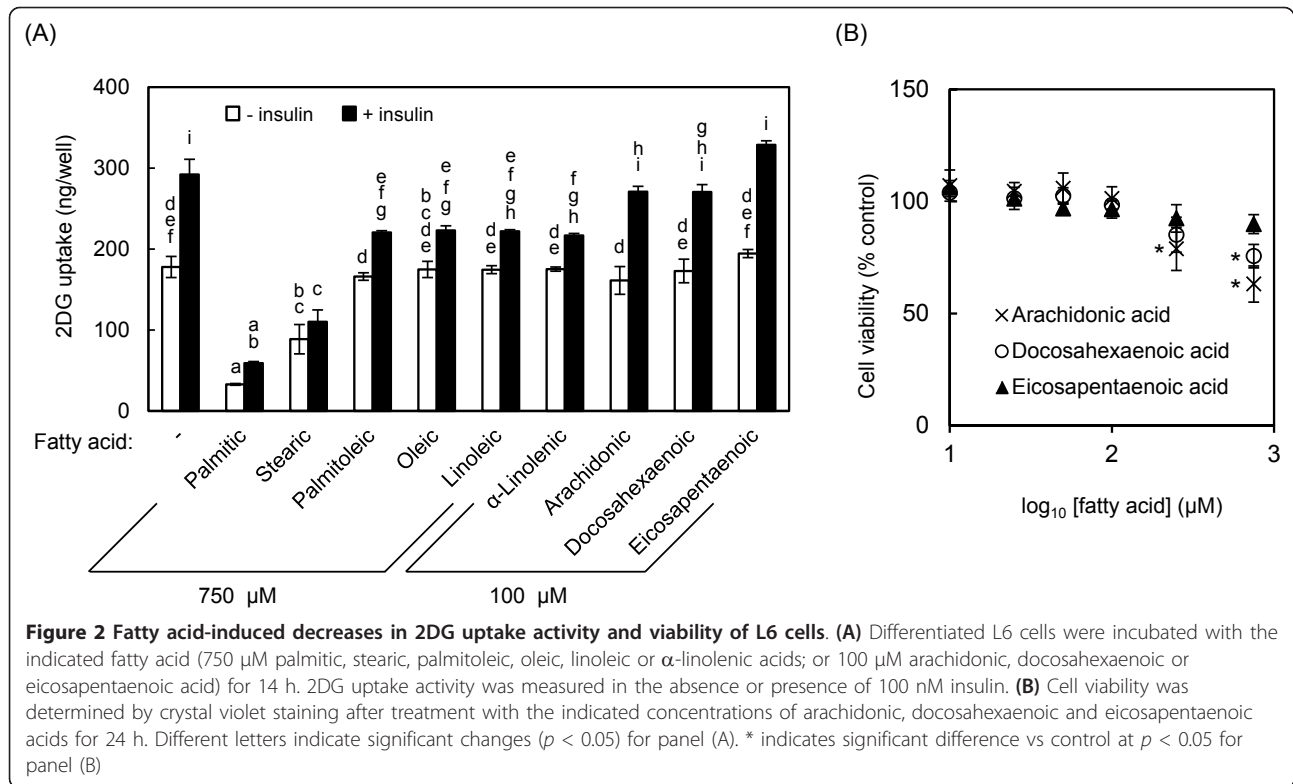 (A)
400
300
200
100
0
2DG uptake (ng/well)
- insulin
+ insulin
d
e
f
i
a
a
b
b
c
c
d
e
f
g
b
c
d
e
e
f
g
d
e
e
f
g
h
d
e
f
g
h
d
h
i
d
e
g
h
i
d
e
f
i
Fatty acid:
-
Palmitic
Stearic
Palmitoleic
Oleic
Linoleic
α-Linolenic
Arachidonic
Docosahexaenoic
Eicosapentaenoic
750 μM
100 μM
(B)
150
100
50
0
Cell viability (% control)
*
*
*
Arachidonic acid
Docosahexaenoic acid
Eicosapentaenoic acid
1
2
3
log₁₀ [fatty acid] (μM)
Figure 2 Fatty acid-induced decreases in 2DG uptake activity and viability of L6 cells. (A) Differentiated L6 cells were incubated with the
indicated fatty acid (750 μM palmitic, stearic, palmitoleic, oleic, linoleic or α-linolenic acids; or 100 μM arachidonic, docosahexaenoic or
eicosapentaenoic acid) for 14 h. 2DG uptake activity was measured in the absence or presence of 100 nM insulin. (B) Cell viability was
determined by crystal violet staining after treatment with the indicated concentrations of arachidonic, docosahexaenoic and eicosapentaenoic
acids for 24 h. Different letters indicate significant changes (p < 0.05) for panel (A). * indicates significant difference vs control at p < 0.05 for
panel (B)